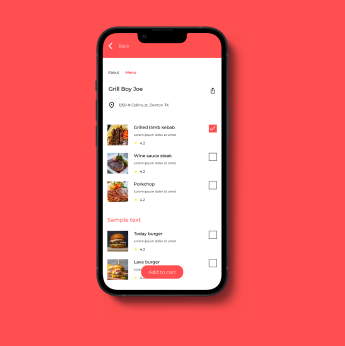 Back
About Menu
Grill Boy Joe
1250 N Collins st, Denton TX
Grilled lamb kebab
Lorem ipsum dolor sit amet
4.2
Wine sauce steak
Lorem ipsum dolor sit amet
4.2
Porkchop
Lorem ipsum dolor sit amet
4.2
Sample text
Today burger
Lorem ipsum dolor sit amet
4.2
Lava burger
Lorem ipsum dolor sit amet
4.2
Add to cart